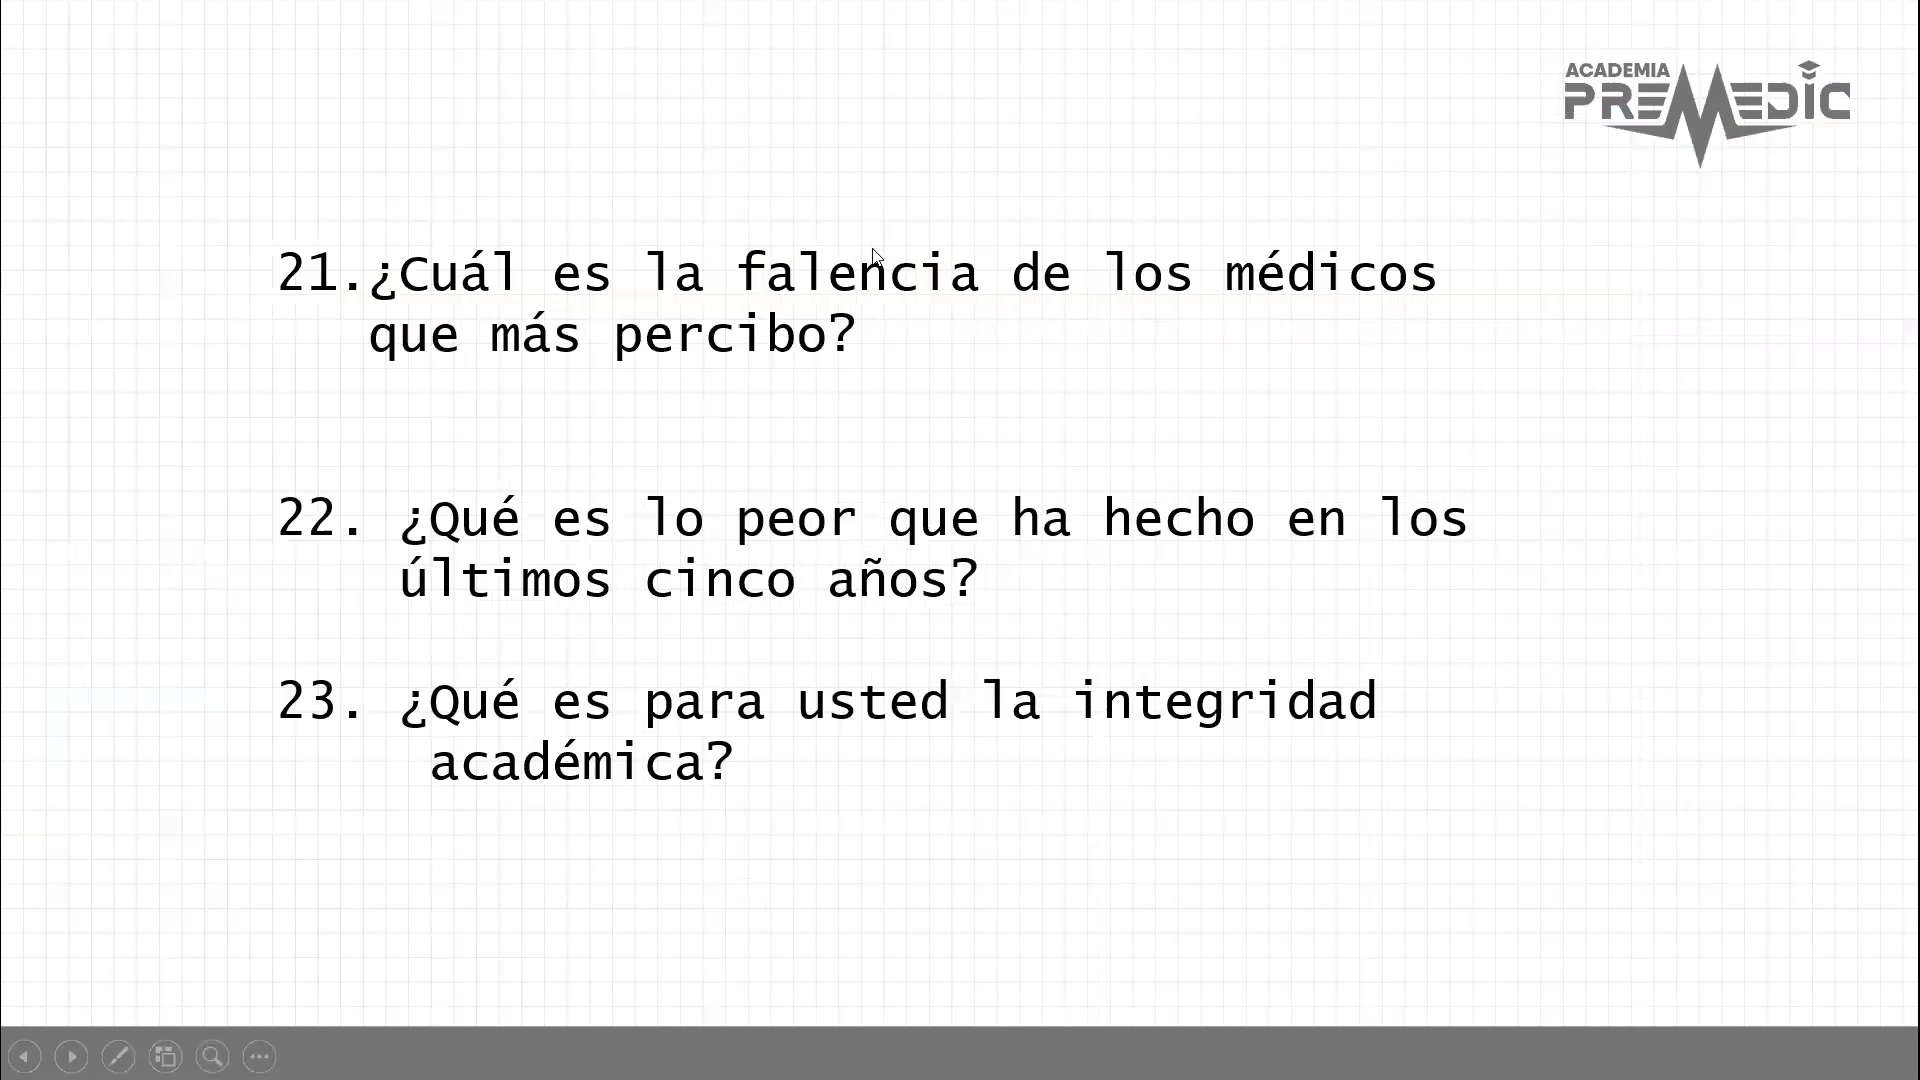 ACADEMIA
PREMEDIC
21.¿Cuál es la falencia de los médicos
que más percibo?
22. ¿Qué es lo peor que ha hecho en los
últimos cinco años?
23. ¿Qué es para usted la integridad
académica?